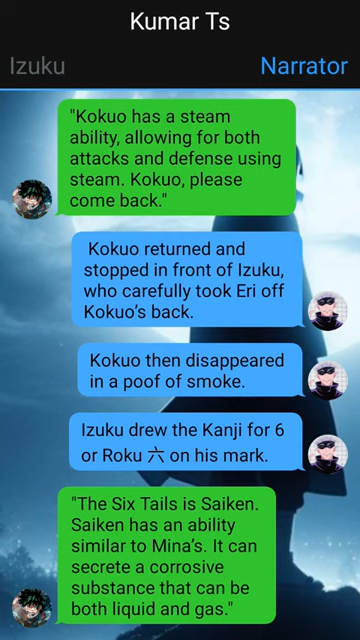 Kumar Ts
Izuku
Narrator
"Kokuo has a steam
ability, allowing for both
attacks and defense using
steam. Kokuo, please
come back."
Kokuo returned and
stopped in front of Izuku,
who carefully took Eri off
Kokuo’s back.
Kokuo then disappeared
in a poof of smoke.
Izuku drew the Kanji for 6
or Roku 六 on his mark.
"The Six Tails is Saiken.
Saiken has an ability
similar to Mina’s. It can
secrete a corrosive
substance that can be
both liquid and gas."